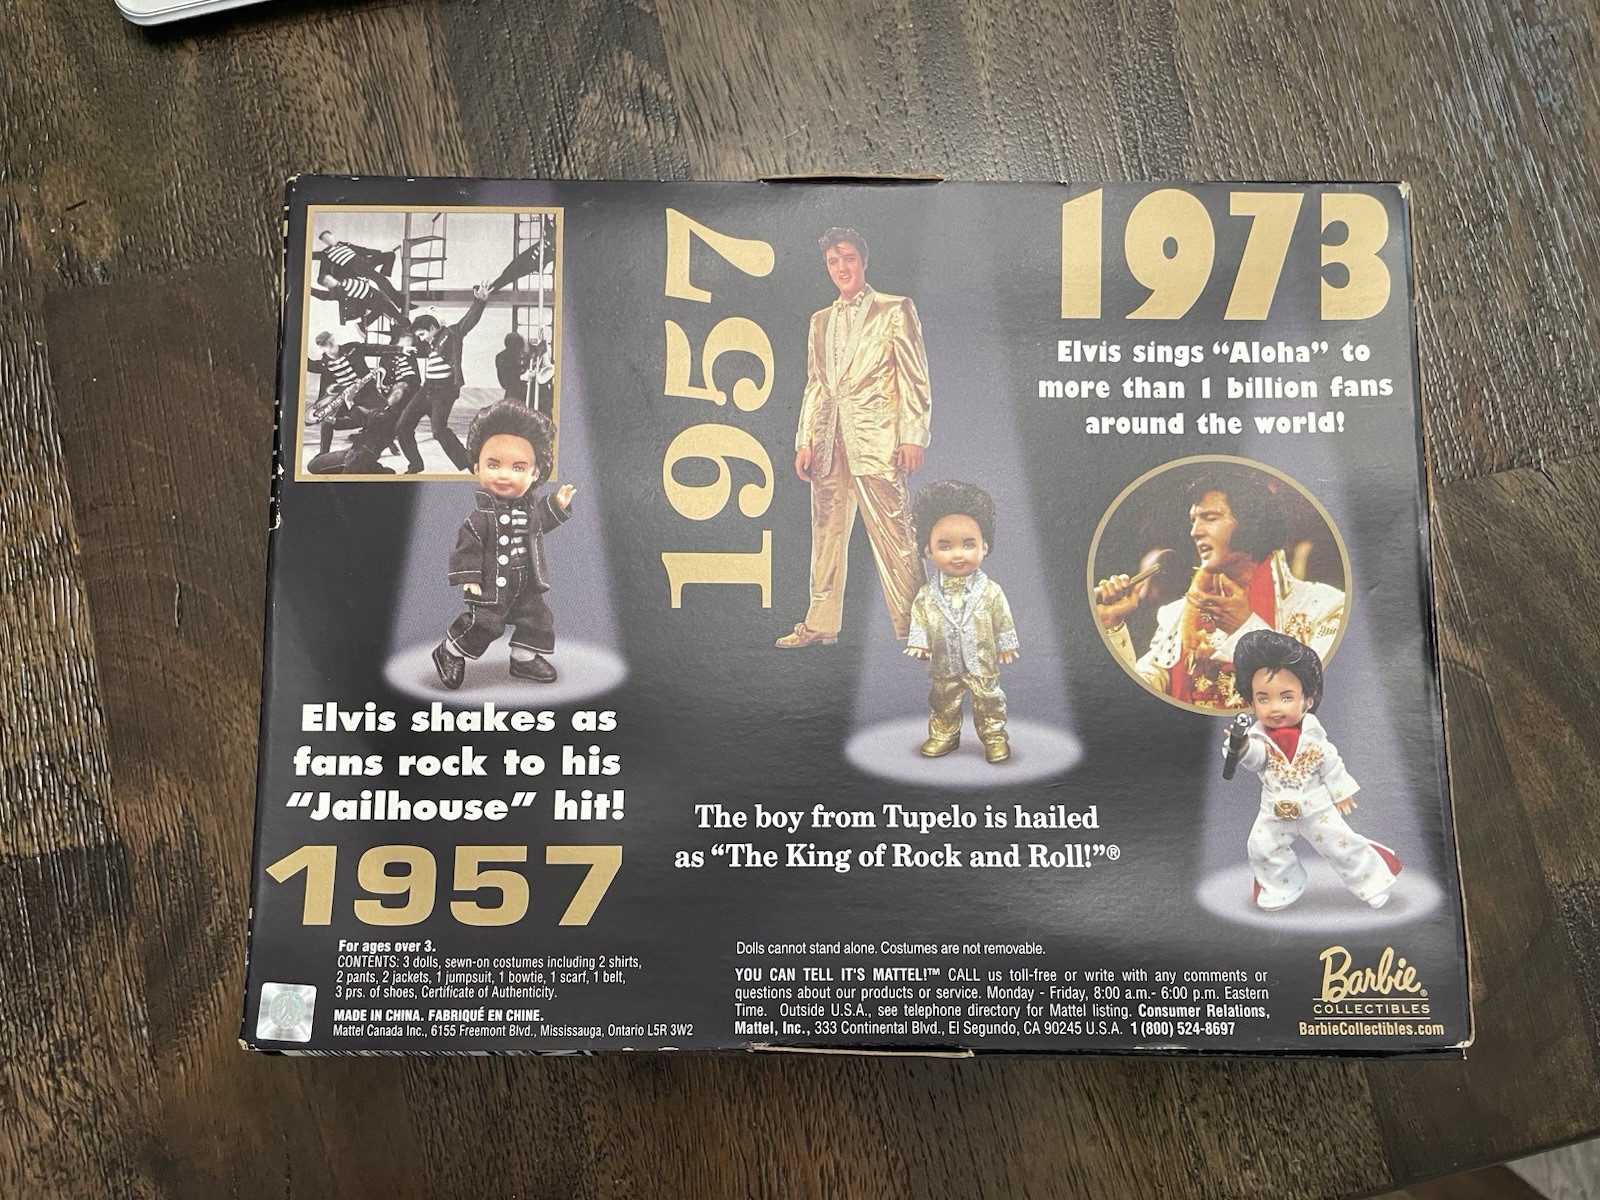 Elvis shakes as
fans rock to his
“Jailhouse” hit!
1957
For ages over 3.
CONTENTS: 3 dolls, sewn-on costumes including 2 shirts,
2 pants, 2 jackets, 1 jumpsuit, 1 bowtie, 1 scarf, 1 belt,
3 prs. of shoes, Certificate of Authenticity.
MADE IN CHINA. FABRIQUÉ EN CHINE.
Mattel Canada Inc., 6155 Freemont Blvd., Mississauga, Ontario L5R 3W2
1957
The boy from Tupelo is hailed
as “The King of Rock and Roll!”®
Dolls cannot stand alone. Costumes are not removable.
YOU CAN TELL IT'S MATTEL!™ CALL us toll-free or write with any comments or
questions about our products or service. Monday - Friday, 8:00 a.m.- 6:00 p.m. Eastern
Time. Outside U.S.A., see telephone directory for Mattel listing. Consumer Relations,
Mattel, Inc., 333 Continental Blvd., El Segundo, CA 90245 U.S.A. 1 (800) 524-8697
1973
Elvis sings “Aloha” to
more than 1 billion fans
around the world!
Barbie®
COLLECTIBLES
BarbieCollectibles.com